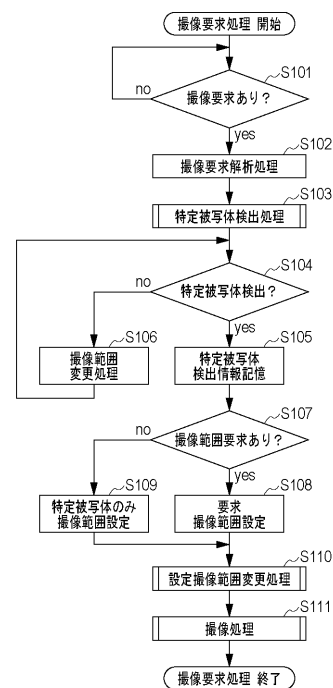 撮像要求処理 開始
S101
no
撮像要求あり?
yes
S102
撮像要求解析処理
S103
特定被写体検出処理
S104
no
特定被写体検出?
yes
S106
S105
撮像範囲
変更処理
特定被写体
検出情報記憶
S107
no
撮像範囲要求あり?
yes
S109
S108
特定被写体のみ
撮像範囲設定
要求
撮像範囲設定
S110
設定撮像範囲変更処理
S111
撮像処理
撮像要求処理 終了